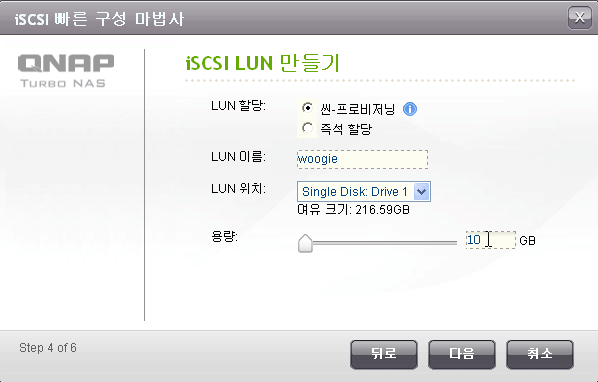 iSCSI 빠른 구성 마법사
QNAP
TURBO NAS
iSCSI LUN 만들기
LUN 할당:
씬-프로비저닝
즉석 할당
LUN 이름: woogie
LUN 위치: Single Disk: Drive 1
여유 크기: 216.59GB
용량: 10 GB
Step 4 of 6
뒤로 다음 취소